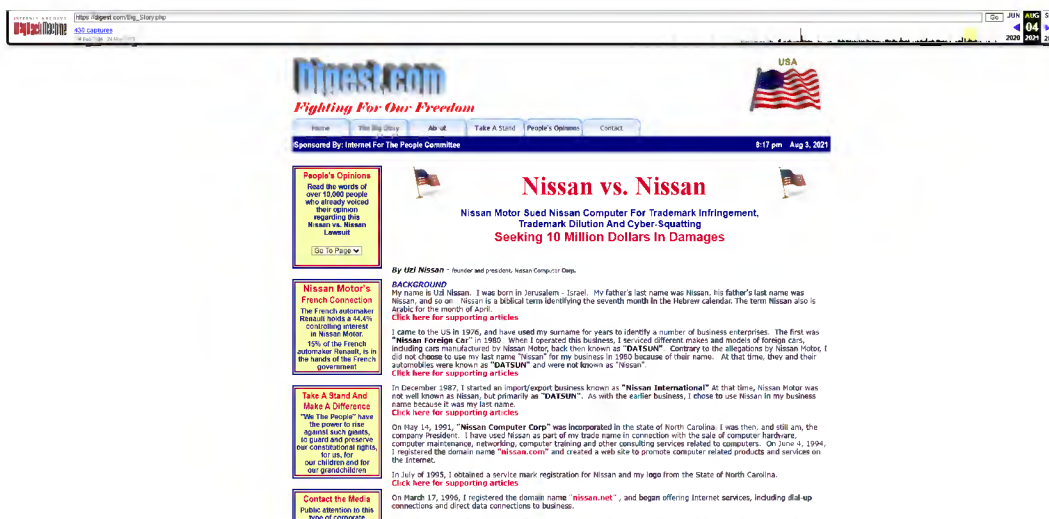 INTERNET ARCHIVE
WayBackMachine
https://digest.com/Big_Story.php
Go
JUN AUG S
430 captures
04
2020 2021 2
Digest.com
USA
Fighting For Our Freedom
Home The Big Story About Take A Stand People's Opinions Contact
Sponsored By: Internet For The People Committee 8:17 pm Aug 3, 2021
People's Opinions
Read the words of
over 10,000 people
who already voiced
their opinion
regarding this
Nissan vs. Nissan
Lawsuit
Go To Page
Nissan Motor's
French Connection
The French automaker
Renault holds a 44.4%
controlling interest
in Nissan Motor.
15% of the French
automaker Renault, is in
the hands of the French
government
Take A Stand And
Make A Difference
"We The People" have
the power to rise
against such giants,
to guard and preserve
our constitutional rights,
for us, for
our children and for
our grandchildren
Contact the Media
Public attention to this
type of corporate
Nissan vs. Nissan
Nissan Motor Sued Nissan Computer For Trademark Infringement,
Trademark Dilution And Cyber-Squatting
Seeking 10 Million Dollars In Damages
By Uzi Nissan - founder and president, Nissan Computer Corp.
BACKGROUND
My name is Uzi Nissan. I was born in Jerusalem - Israel. My father's last name was Nissan, his father's last name was
Nissan, and so on. Nissan is a biblical term identifying the seventh month in the Hebrew calendar. The term Nissan also is
Arabic for the month of April.
Click here for supporting articles
I came to the US in 1976, and have used my surname for years to identify a number of business enterprises. The first was
"Nissan Foreign Car" in 1980. When I operated this business, I serviced different makes and models of foreign cars,
including cars manufactured by Nissan Motor, back then known as "DATSUN". Contrary to the allegations by Nissan Motor, I
did not choose to use my last name "Nissan" for my business in 1980 because of their name. At that time, they and their
automobiles were known as "DATSUN" and were not known as "Nissan".
Click here for supporting articles
In December 1987, I started an import/export business known as "Nissan International" At that time, Nissan Motor was
not well known as Nissan, but primarily as "DATSUN". As with the earlier business, I chose to use Nissan in my business
name because it was my last name.
Click here for supporting articles
On May 14, 1991, "Nissan Computer Corp" was incorporated in the state of North Carolina. I was then, and still am, the
company President. I have used Nissan as part of my trade name in connection with the sale of computer hardware,
computer maintenance, networking, computer training and other consulting services related to computers. On June 4, 1994,
I registered the domain name "nissan.com" and created a web site to promote computer related products and services on
the Internet.
In July of 1995, I obtained a service mark registration for Nissan and my logo from the State of North Carolina.
Click here for supporting articles
On March 17, 1996, I registered the domain name "nissan.net" , and began offering Internet services, including dial-up
connections and direct data connections to business.